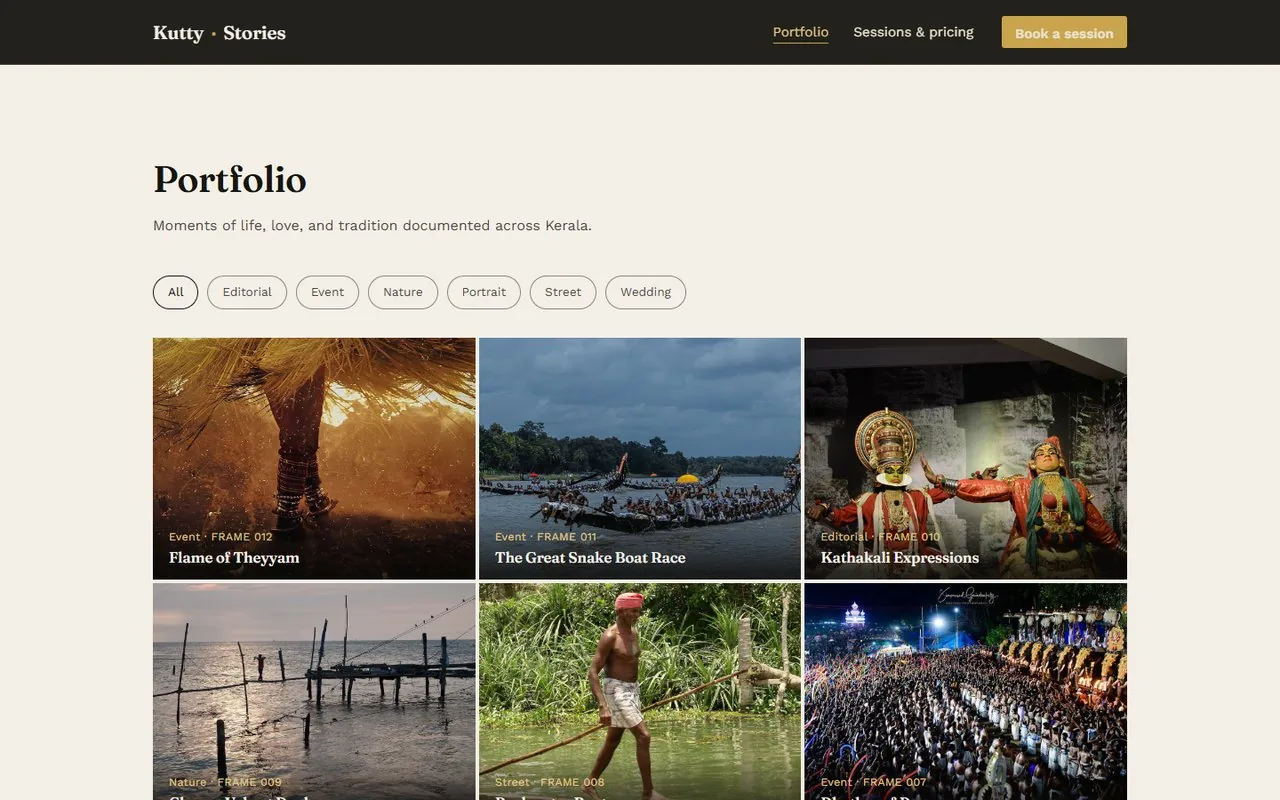 Kutty · Stories
Portfolio
Sessions & pricing
Book a session
Portfolio
Moments of life, love, and tradition documented across Kerala.
All
Editorial
Event
Nature
Portrait
Street
Wedding
Event · FRAME 012
Flame of Theyyam
Event · FRAME 011
The Great Snake Boat Race
Editorial · FRAME 010
Kathakali Expressions
Nature · FRAME 009
Street · FRAME 008
Event · FRAME 007